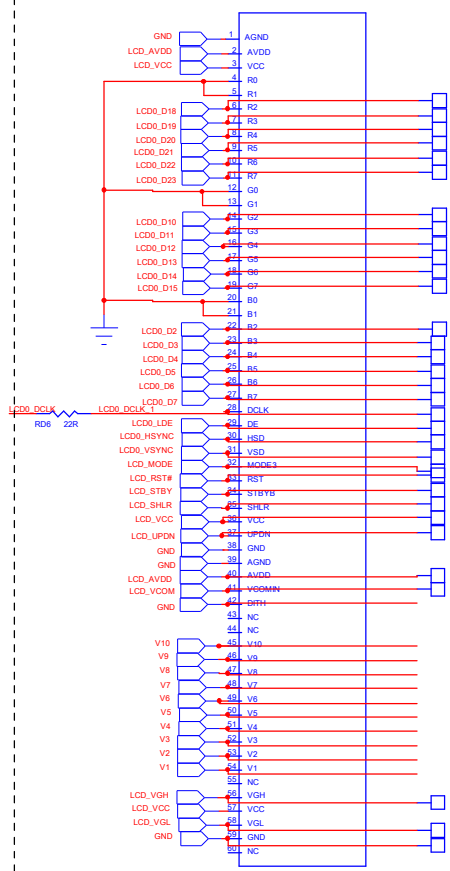 GND 1 AGND
LCD_AVDD 2 AVDD
LCD_VCC 3 VCC
4 R0
5 R1
LCD0_D18 6 R2
LCD0_D19 7 R3
LCD0_D20 8 R4
LCD0_D21 9 R5
LCD0_D22 10 R6
LCD0_D23 11 R7
12 G0
13 G1
LCD0_D10 14 G2
LCD0_D11 15 G3
LCD0_D12 16 G4
LCD0_D13 17 G5
LCD0_D14 18 G6
LCD0_D15 19 G7
20 B0
21 B1
LCD0_D2 22 B2
LCD0_D3 23 B3
LCD0_D4 24 B4
LCD0_D5 25 B5
LCD0_D6 26 B6
LCD0_D7 27 B7
LCD0_DCLK LCD0_DCLK_1 28 DCLK
RD6 22R
LCD0_LDE 29 DE
LCD0_HSYNC 30 HSD
LCD0_VSYNC 31 VSD
LCD_MODE 32 MODE3
LCD_RST# 33 RST
LCD_STBY 34 STBYB
LCD_SHLR 35 SHLR
LCD_VCC 36 VCC
LCD_UPDN 37 UPDN
GND 38 GND
GND 39 AGND
LCD_AVDD 40 AVDD
LCD_VCOM 41 VCOMIN
GND 42 DITH
43 NC
44 NC
V10 45 V10
V9 46 V9
V8 47 V8
V7 48 V7
V6 49 V6
V5 50 V5
V4 51 V4
V3 52 V3
V2 53 V2
V1 54 V1
55 NC
LCD_VGH 56 VGH
LCD_VCC 57 VCC
LCD_VGL 58 VGL
GND 59 GND
60 NC